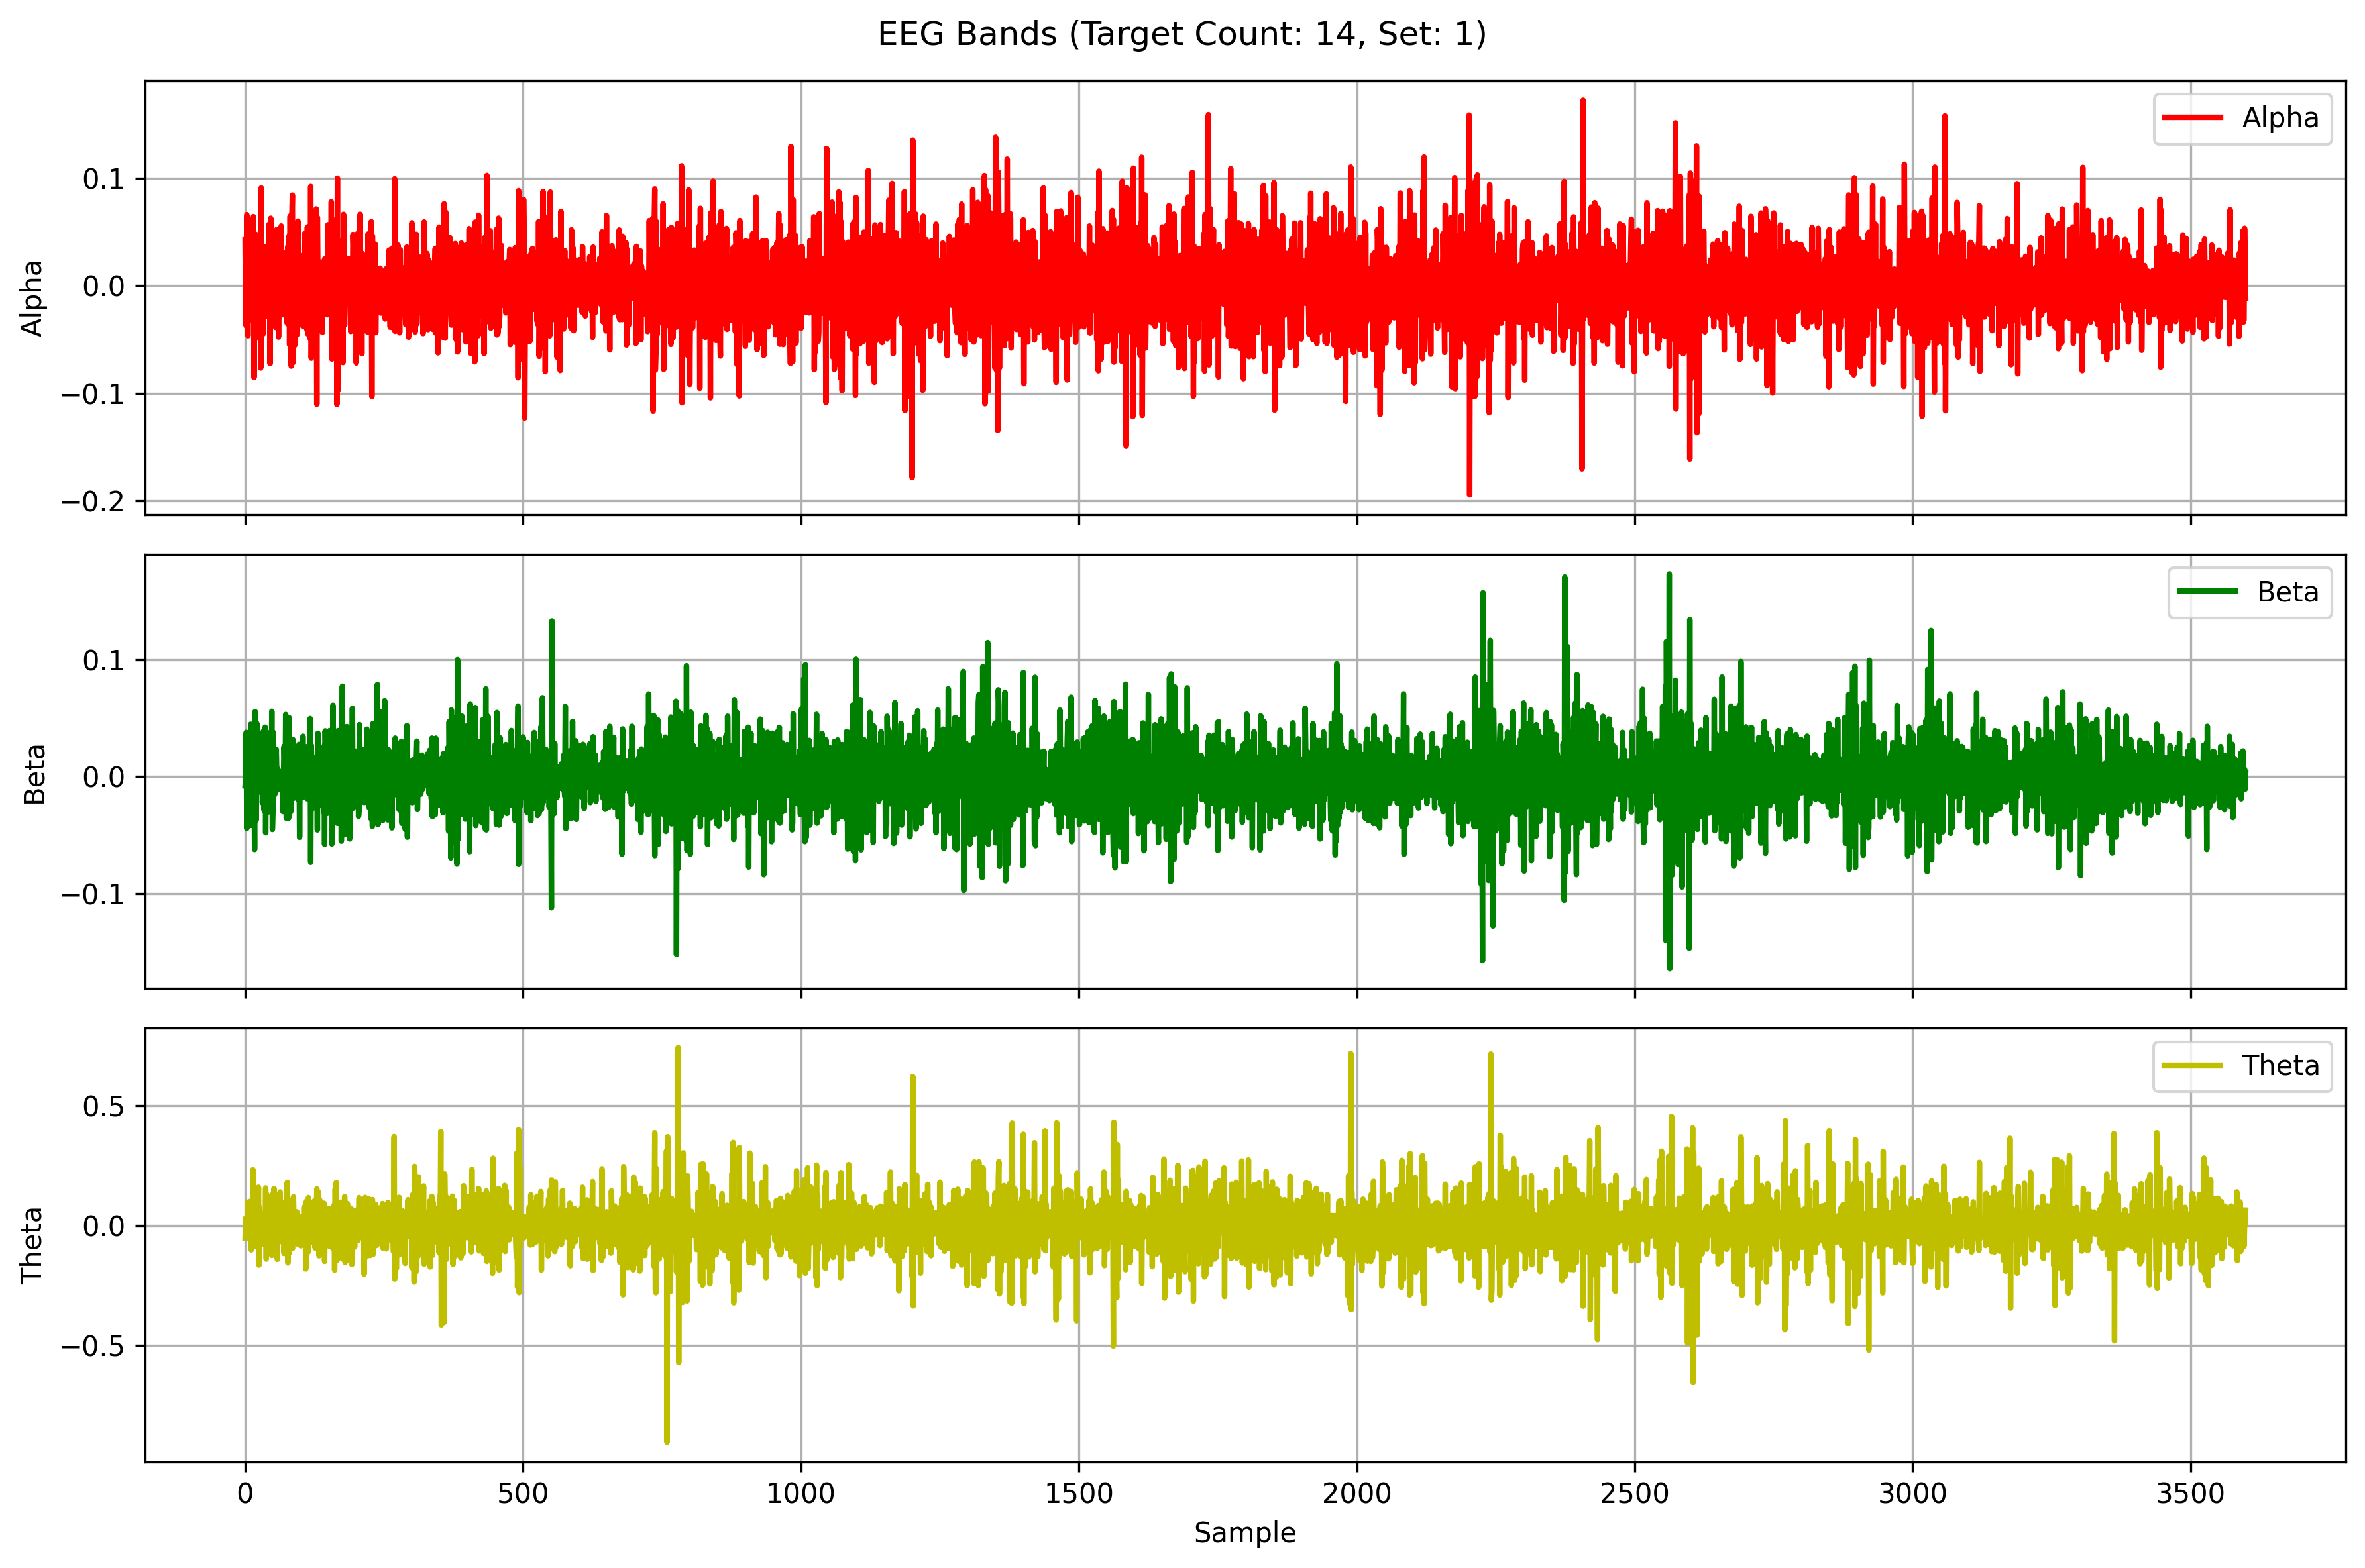 EEG Bands (Target Count: 14, Set: 1)
Alpha
0.1
0.0
−0.1
−0.2
Alpha
Beta
0.1
0.0
−0.1
Beta
Theta
0.5
0.0
−0.5
Theta
0 500 1000 1500 2000 2500 3000 3500
Sample